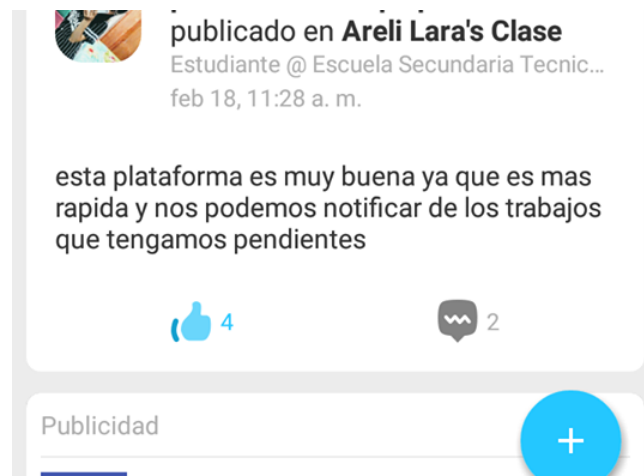 publicado en Areli Lara's Clase
Estudiante @ Escuela Secundaria Tecnic...
feb 18, 11:28 a. m.
esta plataforma es muy buena ya que es mas
rapida y nos podemos notificar de los trabajos
que tengamos pendientes
4
2
Publicidad
+